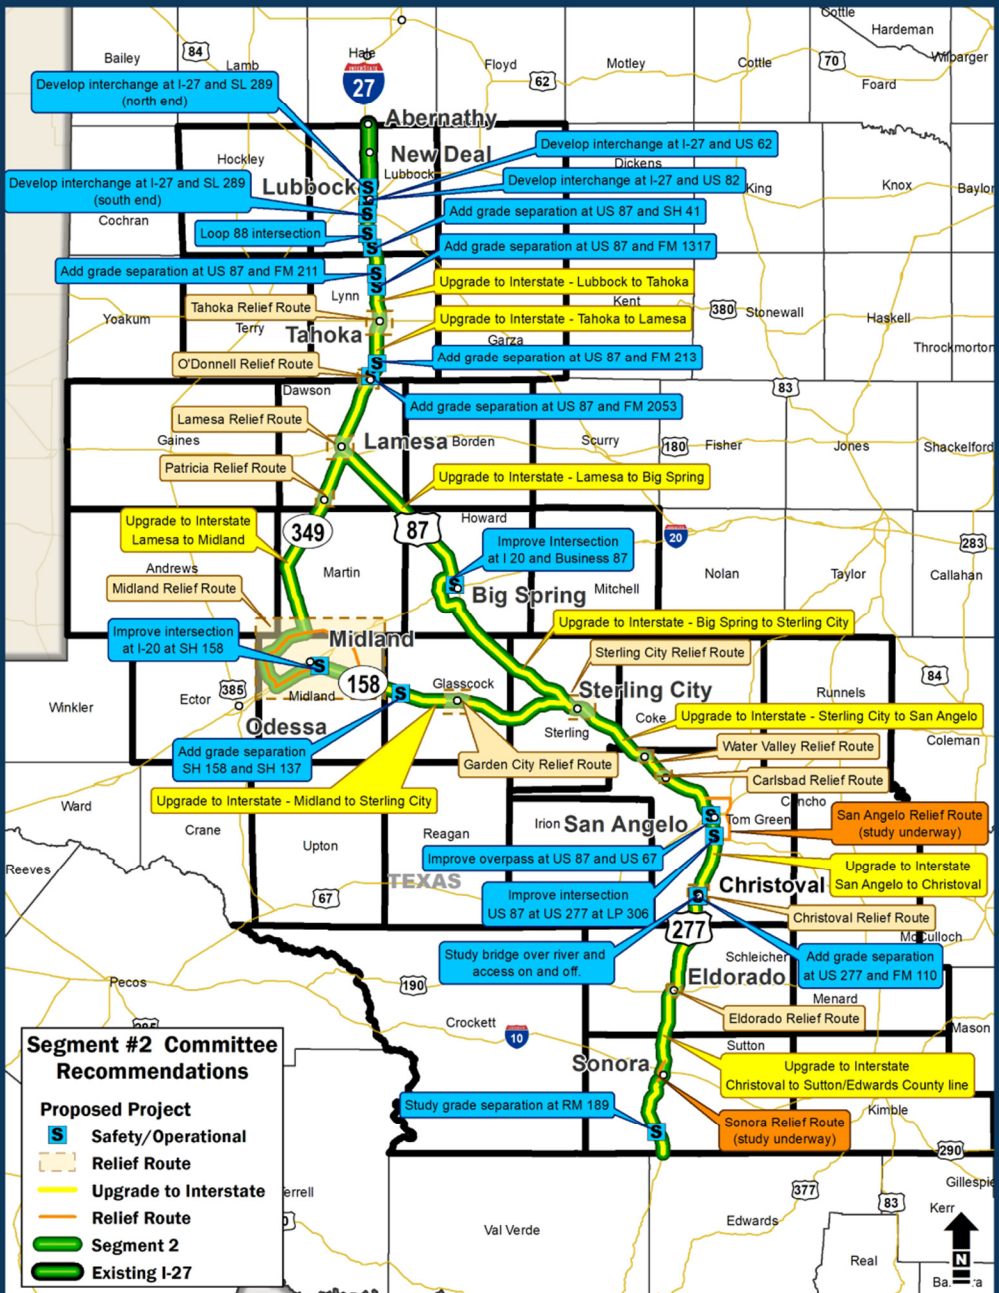 Cottle
Hardeman
Bailey
84
Lamb
Hale
Floyd
62
Motley
Cottle
70
Wilbarger
Foard
INTERSTATE
27
Develop interchange at I-27 and SL 289
(north end)
Abernathy
New Deal
Hockley
Lubbock
Lubbock
Develop interchange at I-27 and US 62
Dickens
Develop interchange at I-27 and US 82
King
Knox
Baylor
Develop interchange at I-27 and SL 289
(south end)
Cochran
Add grade separation at US 87 and SH 41
Loop 88 intersection
Add grade separation at US 87 and FM 1317
Add grade separation at US 87 and FM 211
Upgrade to Interstate - Lubbock to Tahoka
Lynn
Kent
380
Stonewall
Haskell
Yoakum
Tahoka Relief Route
Terry
Upgrade to Interstate - Tahoka to Lamesa
Tahoka
Garza
Throckmorton
O'Donnell Relief Route
Add grade separation at US 87 and FM 213
83
Dawson
Add grade separation at US 87 and FM 2053
Lamesa Relief Route
Gaines
Lamesa
Borden
Scurry
180
Fisher
Jones
Shackelford
Patricia Relief Route
Upgrade to Interstate - Lamesa to Big Spring
349
87
Howard
20
283
Upgrade to Interstate
Lamesa to Midland
Improve Intersection
at I 20 and Business 87
Andrews
Martin
Mitchell
Nolan
Taylor
Callahan
Midland Relief Route
Big Spring
Improve intersection
at I-20 at SH 158
Midland
Upgrade to Interstate - Big Spring to Sterling City
Sterling City Relief Route
84
Winkler
Ector
385
Midland
158
Glasscock
Sterling City
Runnels
Odessa
Sterling
Coke
Upgrade to Interstate - Sterling City to San Angelo
Coleman
Add grade separation
SH 158 and SH 137
Garden City Relief Route
Water Valley Relief Route
Carlsbad Relief Route
Upgrade to Interstate - Midland to Sterling City
Ward
Crane
Upton
Reagan
Irion
San Angelo
Tom Green
Concho
San Angelo Relief Route
(study underway)
Improve overpass at US 87 and US 67
Reeves
TEXAS
67
Upgrade to Interstate
San Angelo to Christoval
Improve intersection
US 87 at US 277 at LP 306
Christoval
Christoval Relief Route
277
McCulloch
Study bridge over river and
access on and off.
Schleicher
Add grade separation
at US 277 and FM 110
Pecos
190
Eldorado
Menard
Eldorado Relief Route
Crockett
10
Mason
Sutton
Sonora
Upgrade to Interstate
Christoval to Sutton/Edwards County line
Study grade separation at RM 189
Kimble
Sonora Relief Route
(study underway)
290
Gillespie
377
83
Kerr
Val Verde
Edwards
Real
N
Segment #2 Committee
Recommendations
Proposed Project
S Safety/Operational
Relief Route
Upgrade to Interstate
Relief Route
Segment 2
Existing I-27